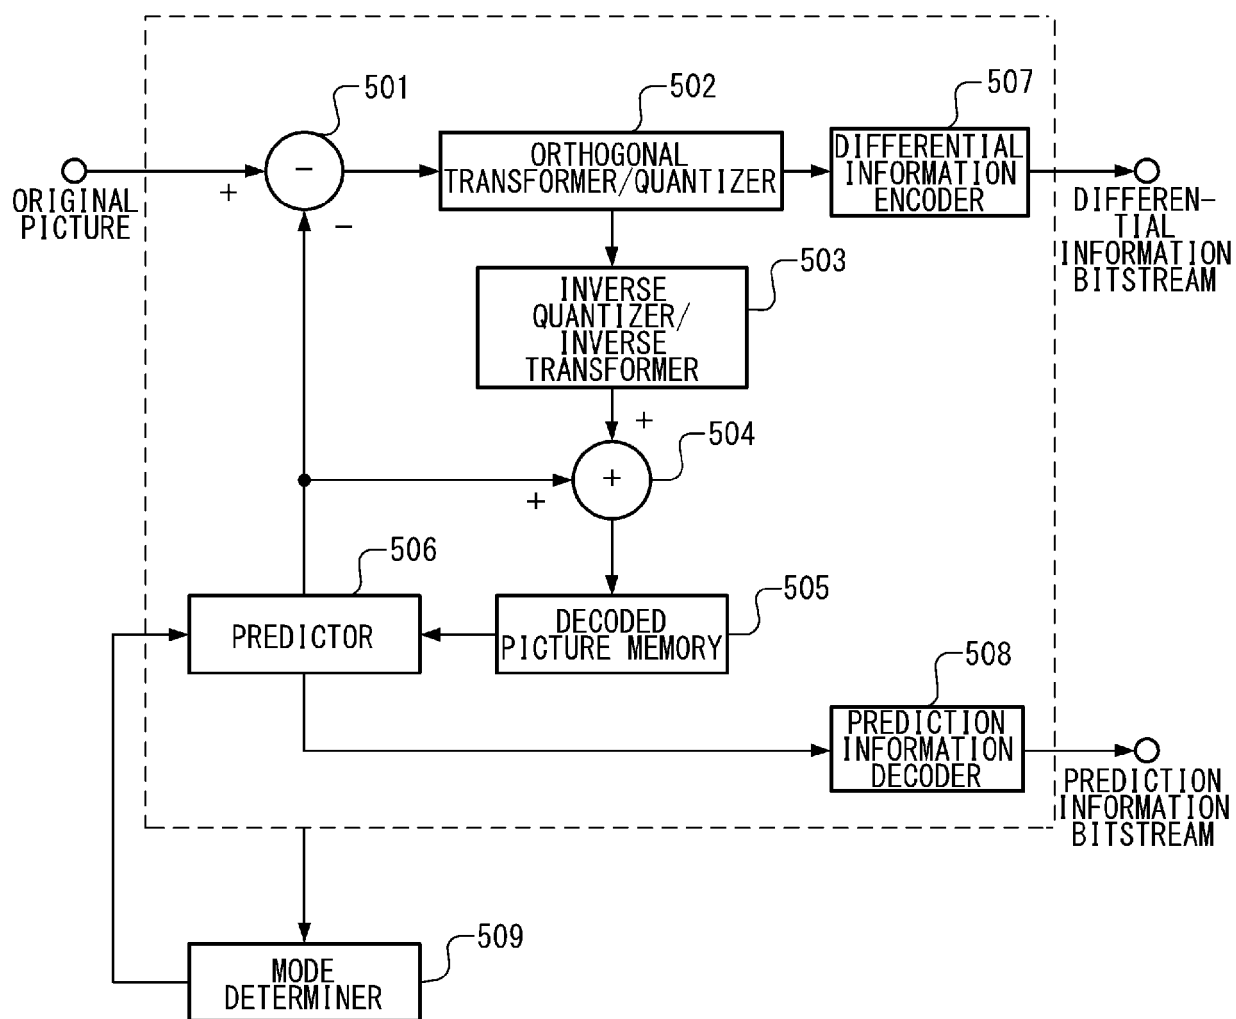 501
502
507
ORIGINAL
PICTURE
+
−
−
ORTHOGONAL
TRANSFORMER/QUANTIZER
DIFFERENTIAL
INFORMATION
ENCODER
DIFFEREN-
TIAL
INFORMATION
BITSTREAM
503
INVERSE
QUANTIZER/
INVERSE
TRANSFORMER
+
504
+
+
506
505
PREDICTOR
DECODED
PICTURE MEMORY
508
PREDICTION
INFORMATION
DECODER
PREDICTION
INFORMATION
BITSTREAM
509
MODE
DETERMINER